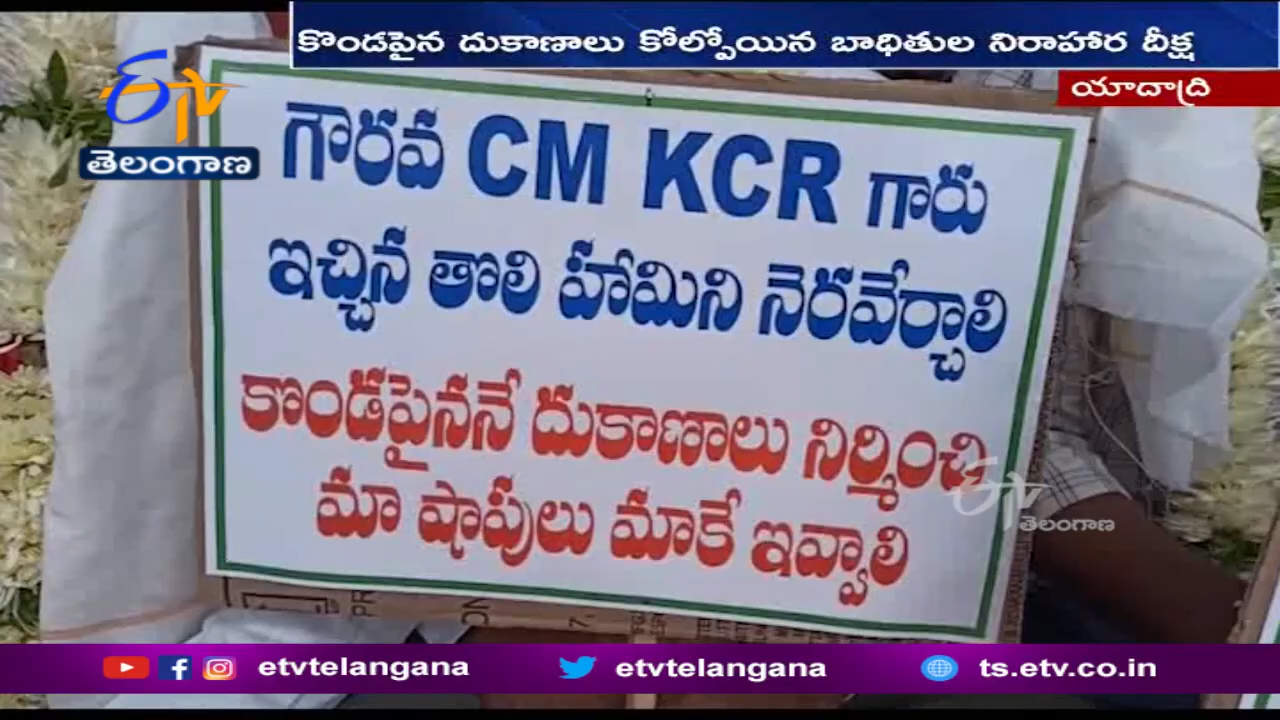 కొండపైన దుకాణాలు కోల్పోయిన బాధితుల నిరాహార దీక్ష
యాదాద్రి
ETV
తెలంగాణ
గౌరవ CM KCR గారు
ఇచ్చిన తొలి హామిని నెరవేర్చాలి
కొండపైననే దుకాణాలు నిర్మించి
మా షాపులు మాకే ఇవ్వాలి
ETV
తెలంగాణ
etvtelangana etvtelangana ts.etv.co.in